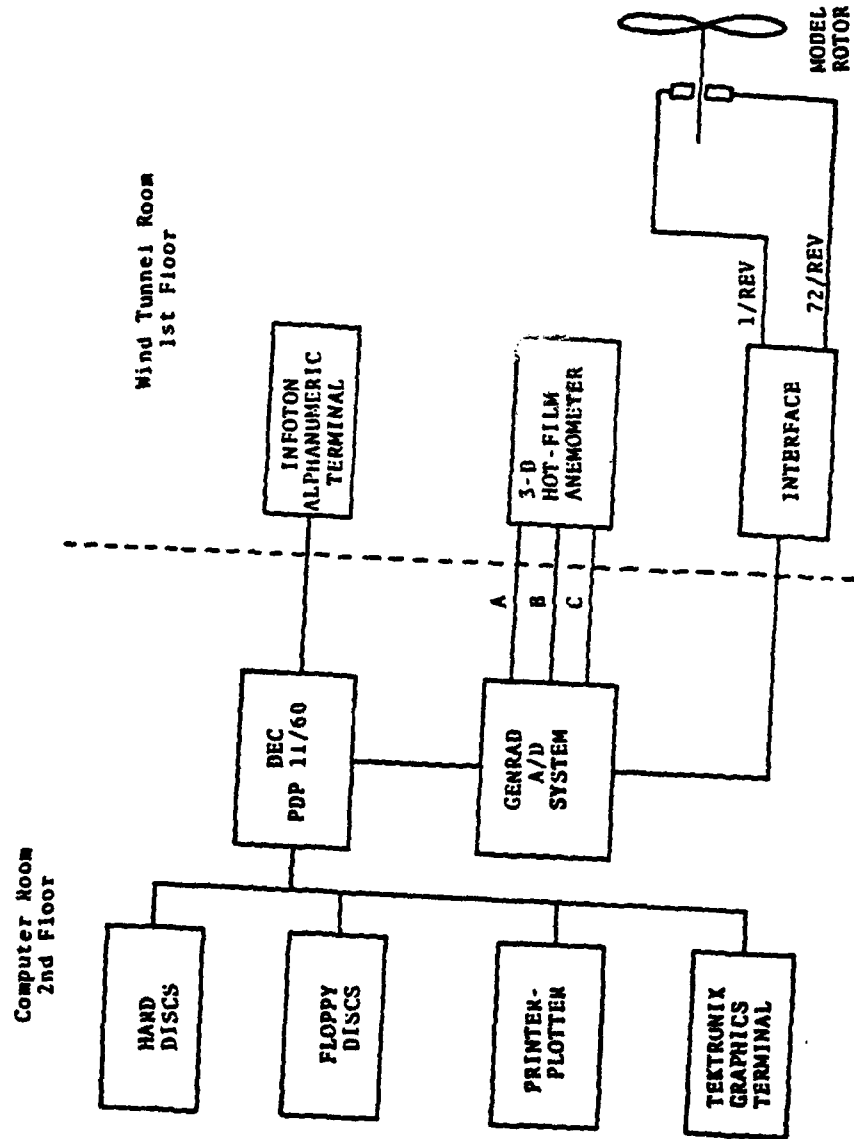 Computer Room
2nd Floor
Wind Tunnel Room
1st Floor
HAND
DISCS
FLOPPY
DISCS
PRINTER-
PLOTTER
TEKTRONIX
GRAPHICS
TERMINAL
DEC
PDP 11/60
GENRAD
A/D
SYSTEM
A
B
C
INFOTON
ALPHANUMERIC
TERMINAL
3-D
HOT-FILM
ANEMOMETER
INTERFACE
1/REV
72/REV
MODEL
ROTOR